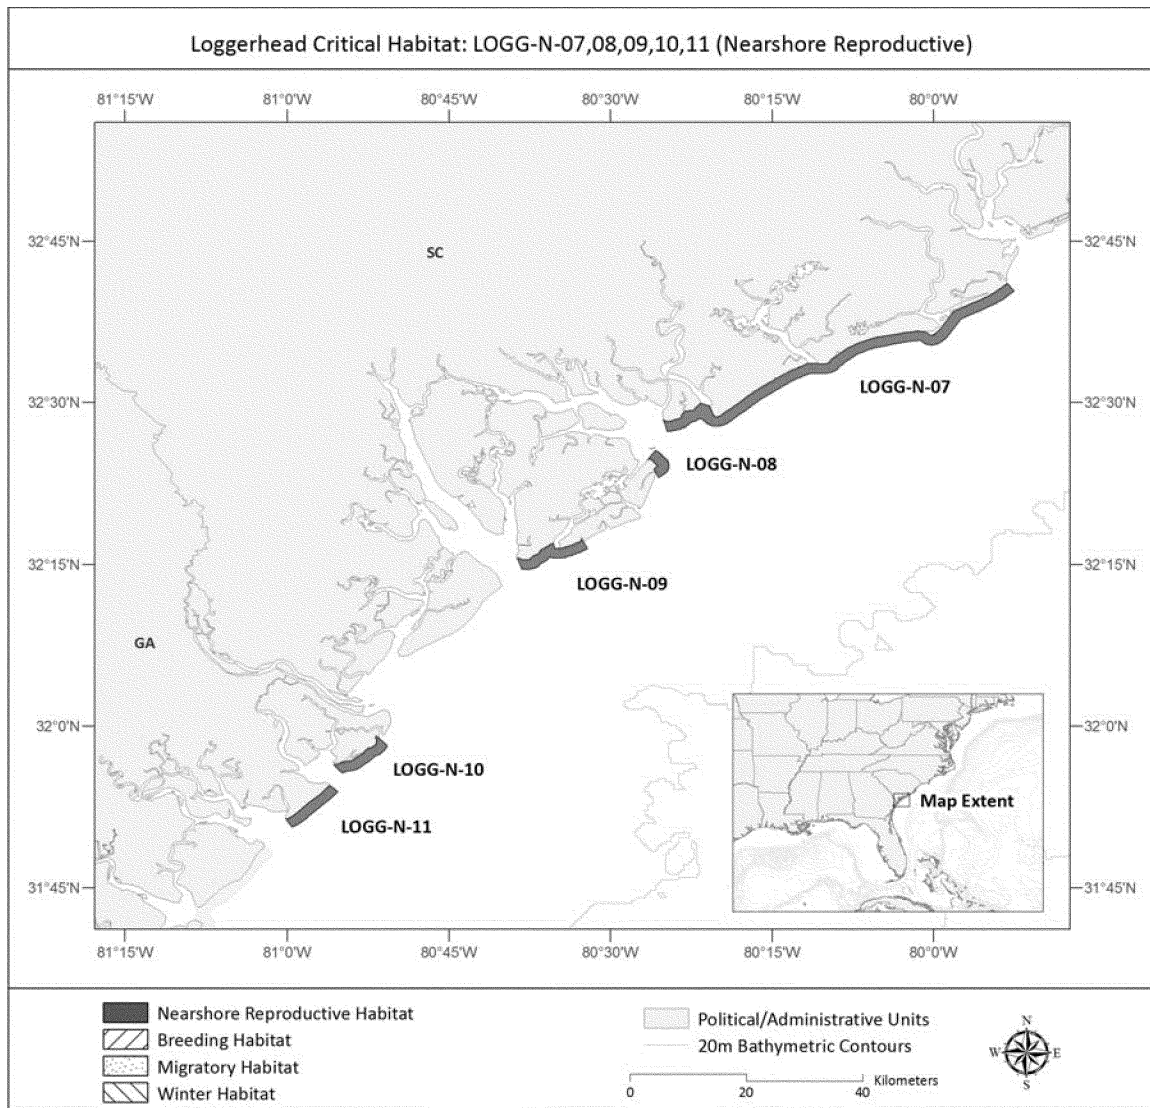 Loggerhead Critical Habitat: LOGG-N-07,08,09,10,11 (Nearshore Reproductive)
81°15'W 81°0'W 80°45'W 80°30'W 80°15'W 80°0'W
32°45'N 32°45'N
SC
LOGG-N-07
32°30'N 32°30'N
LOGG-N-08
32°15'N 32°15'N
LOGG-N-09
GA
32°0'N 32°0'N
LOGG-N-10
Map Extent
LOGG-N-11
31°45'N 31°45'N
81°15'W 81°0'W 80°45'W 80°30'W 80°15'W 80°0'W
Nearshore Reproductive Habitat
Breeding Habitat
Migratory Habitat
Winter Habitat
Political/Administrative Units
20m Bathymetric Contours
Kilometers
0 20 40
N
W E
S